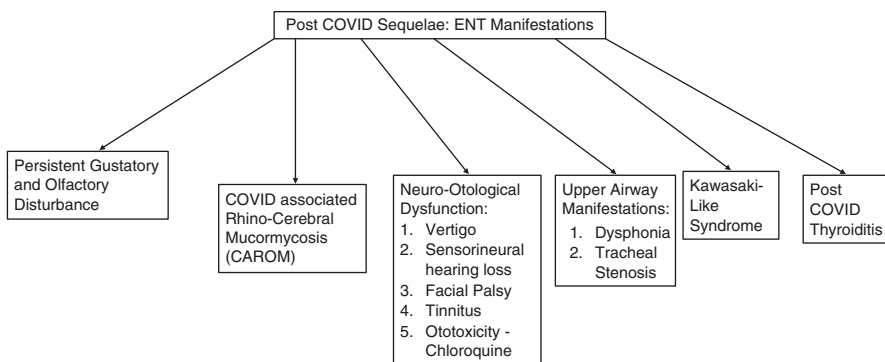 Post COVID Sequelae: ENT Manifestations
Persistent Gustatory
and Olfactory
Disturbance
COVID associated
Rhino-Cerebral
Mucormycosis
(CAROM)
Neuro-Otological
Dysfunction:
1. Vertigo
2. Sensorineural
hearing loss
3. Facial Palsy
4. Tinnitus
5. Ototoxicity -
Chloroquine
Upper Airway
Manifestations:
1. Dysphonia
2. Tracheal
Stenosis
Kawasaki-
Like
Syndrome
Post
COVID
Thyroiditis